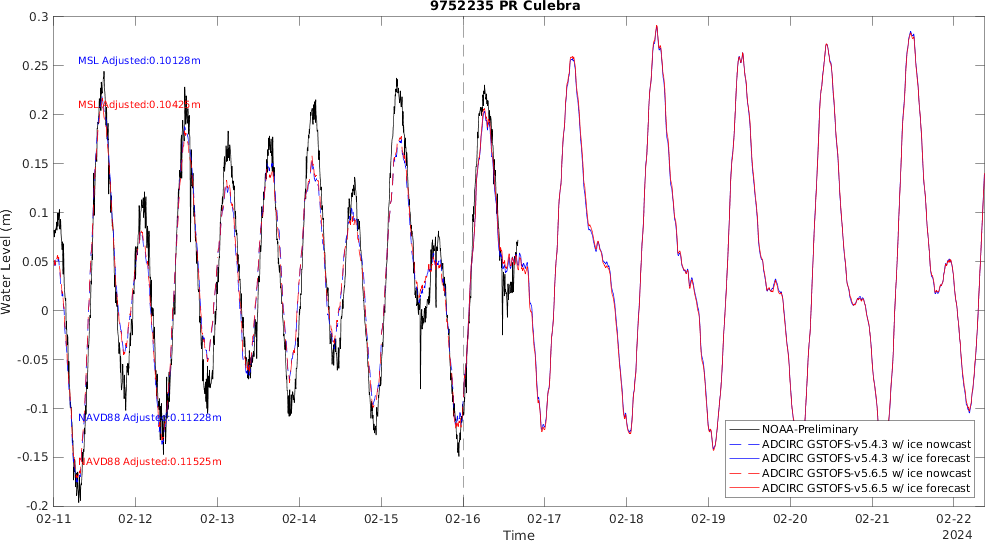 9752235 PR Culebra
0.3
0.25
0.2
0.15
0.1
0.05
0
-0.05
-0.1
-0.15
-0.2
Water Level (m)
MSL Adjusted:0.10128m
MSL Adjusted:0.10425m
NAVD88 Adjusted:0.11228m
NAVD88 Adjusted:0.11525m
NOAA-Preliminary
ADCIRC GSTOFS-v5.4.3 w/ ice nowcast
ADCIRC GSTOFS-v5.4.3 w/ ice forecast
ADCIRC GSTOFS-v5.6.5 w/ ice nowcast
ADCIRC GSTOFS-v5.6.5 w/ ice forecast
02-11 02-12 02-13 02-14 02-15 02-16 02-17 02-18 02-19 02-20 02-21 02-22
Time
2024